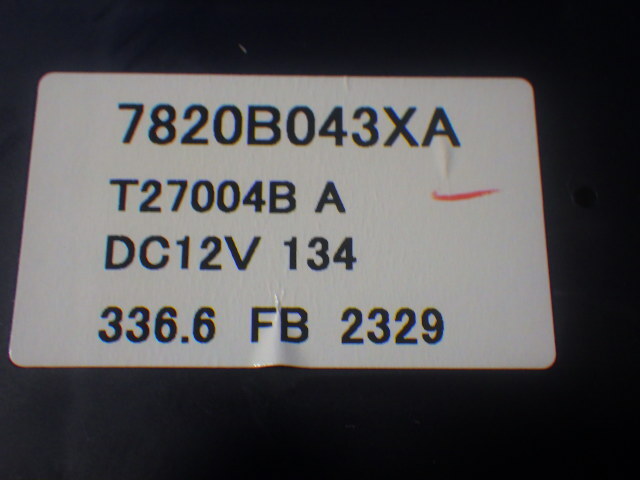 7820B043XA
T27004B A
DC12V 134
336.6 FB 2329